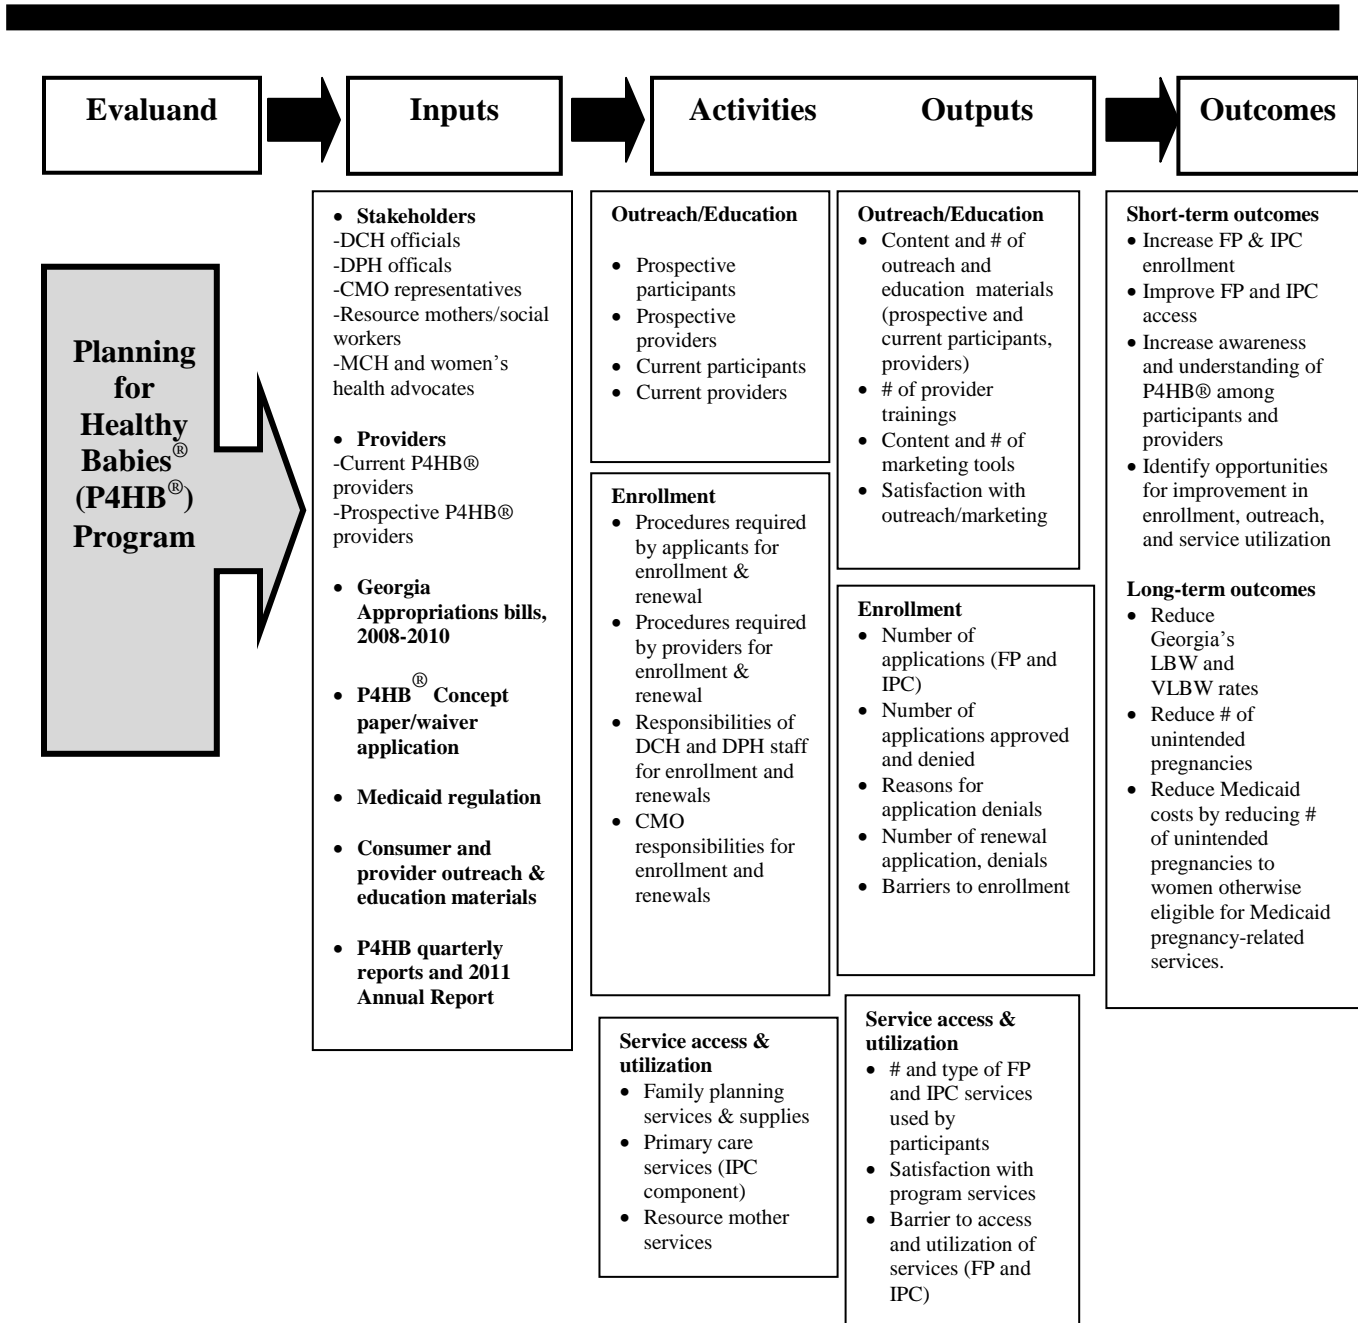 Evaluand
Inputs
Activities
Outputs
Outcomes
Planning
for
Healthy
Babies®
(P4HB®)
Program
• Stakeholders
-DCH officials
-DPH officals
-CMO representatives
-Resource mothers/social
workers
-MCH and women's
health advocates
• Providers
-Current P4HB®
providers
-Prospective P4HB®
providers
• Georgia
Appropriations bills,
2008-2010
• P4HB® Concept
paper/waiver
application
• Medicaid regulation
• Consumer and
provider outreach &
education materials
• P4HB quarterly
reports and 2011
Annual Report
Outreach/Education
• Prospective
participants
• Prospective
providers
• Current participants
• Current providers
Enrollment
• Procedures required
by applicants for
enrollment &
renewal
• Procedures required
by providers for
enrollment &
renewal
• Responsibilities of
DCH and DPH staff
for enrollment and
renewals
• CMO
responsibilities for
enrollment and
renewals
Service access &
utilization
• Family planning
services & supplies
• Primary care
services (IPC
component)
• Resource mother
services
Outreach/Education
• Content and # of
outreach and
education materials
(prospective and
current participants,
providers)
• # of provider
trainings
• Content and # of
marketing tools
• Satisfaction with
outreach/marketing
Enrollment
• Number of
applications (FP and
IPC)
• Number of
applications approved
and denied
• Reasons for
application denials
• Number of renewal
application, denials
• Barriers to enrollment
Service access &
utilization
• # and type of FP
and IPC services
used by
participants
• Satisfaction with
program services
• Barrier to access
and utilization of
services (FP and
IPC)
Short-term outcomes
• Increase FP & IPC
enrollment
• Improve FP and IPC
access
• Increase awareness
and understanding of
P4HB® among
participants and
providers
• Identify opportunities
for improvement in
enrollment, outreach,
and service utilization
Long-term outcomes
• Reduce
Georgia's
LBW and
VLBW rates
• Reduce # of
unintended
pregnancies
• Reduce Medicaid
costs by reducing #
of unintended
pregnancies to
women otherwise
eligible for Medicaid
pregnancy-related
services.